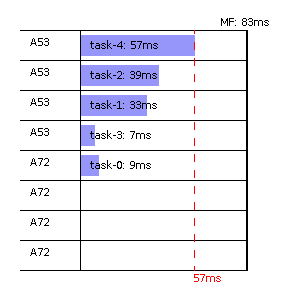 MF: 83ms
A53 task-4: 57ms
A53 task-2: 39ms
A53 task-1: 33ms
A53 task-3: 7ms
A72 task-0: 9ms
A72
A72
A72
57ms